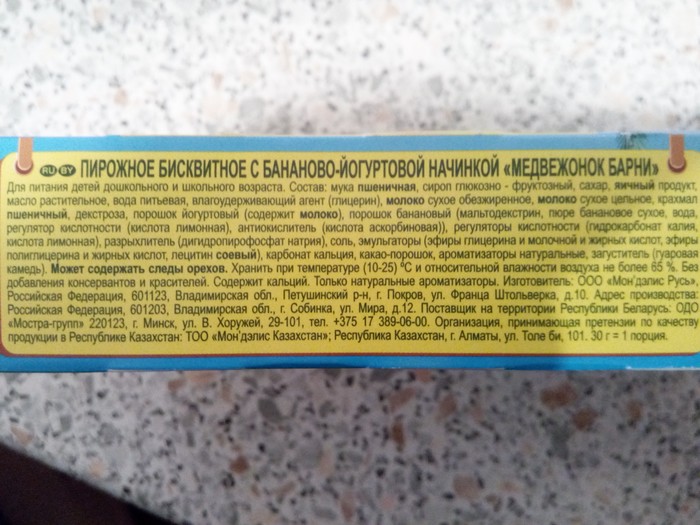 RU BY ПИРОЖНОЕ БИСКВИТНОЕ С БАНАНОВО-ЙОГУРТОВОЙ НАЧИНКОЙ «МЕДВЕЖОНОК БАРНИ»
Для питания детей дошкольного и школьного возраста. Состав: мука пшеничная, сироп глюкозно - фруктозный, сахар, яичный продукт,
масло растительное, вода питьевая, влагоудерживающий агент (глицерин), молоко сухое обезжиренное, молоко сухое цельное, крахмал
пшеничный, декстроза, порошок йогуртовый (содержит молоко), порошок банановый (мальтодекстрин, пюре банановое сухое, вода,
регулятор кислотности (кислота лимонная), антиокислитель (кислота аскорбиновая)), регуляторы кислотности (гидрокарбонат калия,
кислота лимонная), разрыхлитель (дигидропирофосфат натрия), соль, эмульгаторы (эфиры глицерина и молочной и жирных кислот, эфиры
полиглицерина и жирных кислот, лецитин соевый), карбонат кальция, какао-порошок, ароматизаторы натуральные, загуститель (гуаровая
камедь). Может содержать следы орехов. Хранить при температуре (10-25) ºС и относительной влажности воздуха не более 65 %. Без
добавления консервантов и красителей. Содержит кальций. Только натуральные ароматизаторы. Изготовитель: ООО «Мон'дэлис Русь»,
Российская Федерация, 601123, Владимирская обл., Петушинский р-н, г. Покров, ул. Франца Штольверка, д.10. Адрес производства:
Российская Федерация, 601203, Владимирская обл., г. Собинка, ул. Мира, д.12. Поставщик на территории Республики Беларусь: ОДО
«Мостра-групп» 220123, г. Минск, ул. В. Хоружей, 29-101, тел. +375 17 389-06-00. Организация, принимающая претензии по качеству
продукции в Республике Казахстан: ТОО «Мон'дэлис Казахстан»; Республика Казахстан, г. Алматы, ул. Толе би, 101. 30 г = 1 порция.